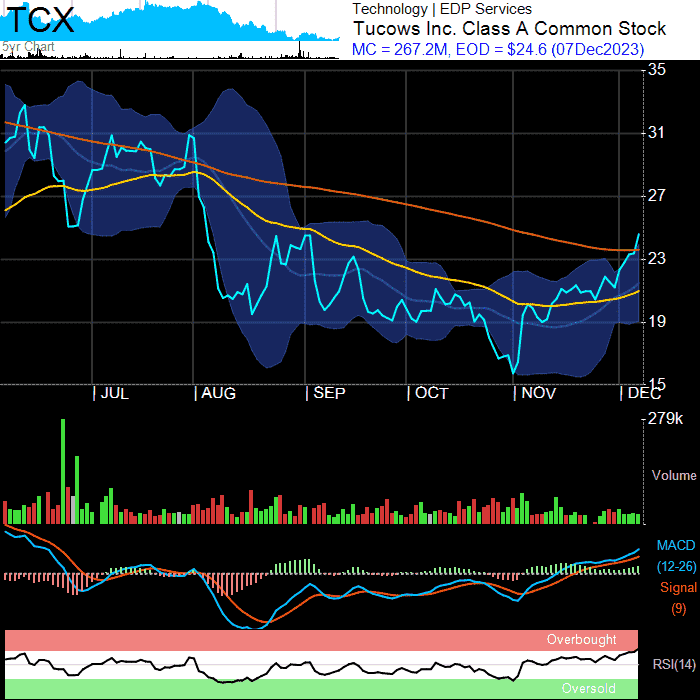 TCX
5yr Chart
Technology | EDP Services
Tucows Inc. Class A Common Stock
MC = 267.2M, EOD = $24.6 (07Dec2023)
35
31
27
23
19
15
JUL
AUG
SEP
OCT
NOV
DEC
279k
Volume
MACD
(12-26)
Signal
(9)
Overbought
RSI(14)
Oversold